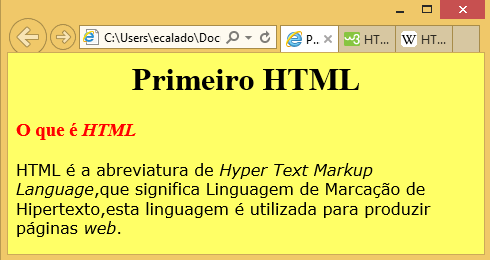 C:\Users\ecalado\Doc
P..
HT...
HT...
Primeiro HTML
O que é HTML
HTML é a abreviatura de Hyper Text Markup
Language,que significa Linguagem de Marcação de
Hipertexto,esta linguagem é utilizada para produzir
páginas web.